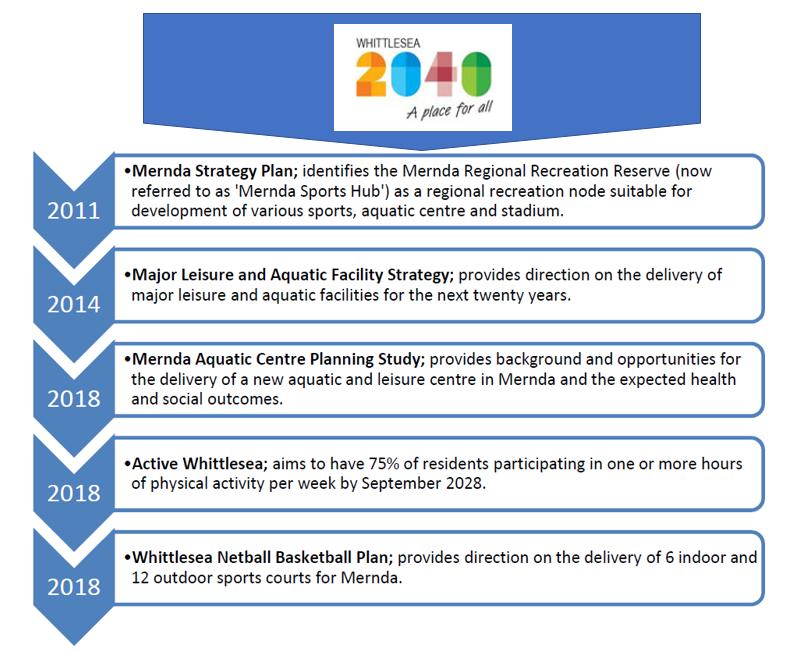 WHITTLESEA
2040
A place for all
2011
•Mernda Strategy Plan; identifies the Mernda Regional Recreation Reserve (now
referred to as 'Mernda Sports Hub') as a regional recreation node suitable for
development of various sports, aquatic centre and stadium.
2014
•Major Leisure and Aquatic Facility Strategy; provides direction on the delivery of
major leisure and aquatic facilities for the next twenty years.
2018
•Mernda Aquatic Centre Planning Study; provides background and opportunities for
the delivery of a new aquatic and leisure centre in Mernda and the expected health
and social outcomes.
2018
•Active Whittlesea; aims to have 75% of residents participating in one or more hours
of physical activity per week by September 2028.
2018
•Whittlesea Netball Basketball Plan; provides direction on the delivery of 6 indoor and
12 outdoor sports courts for Mernda.